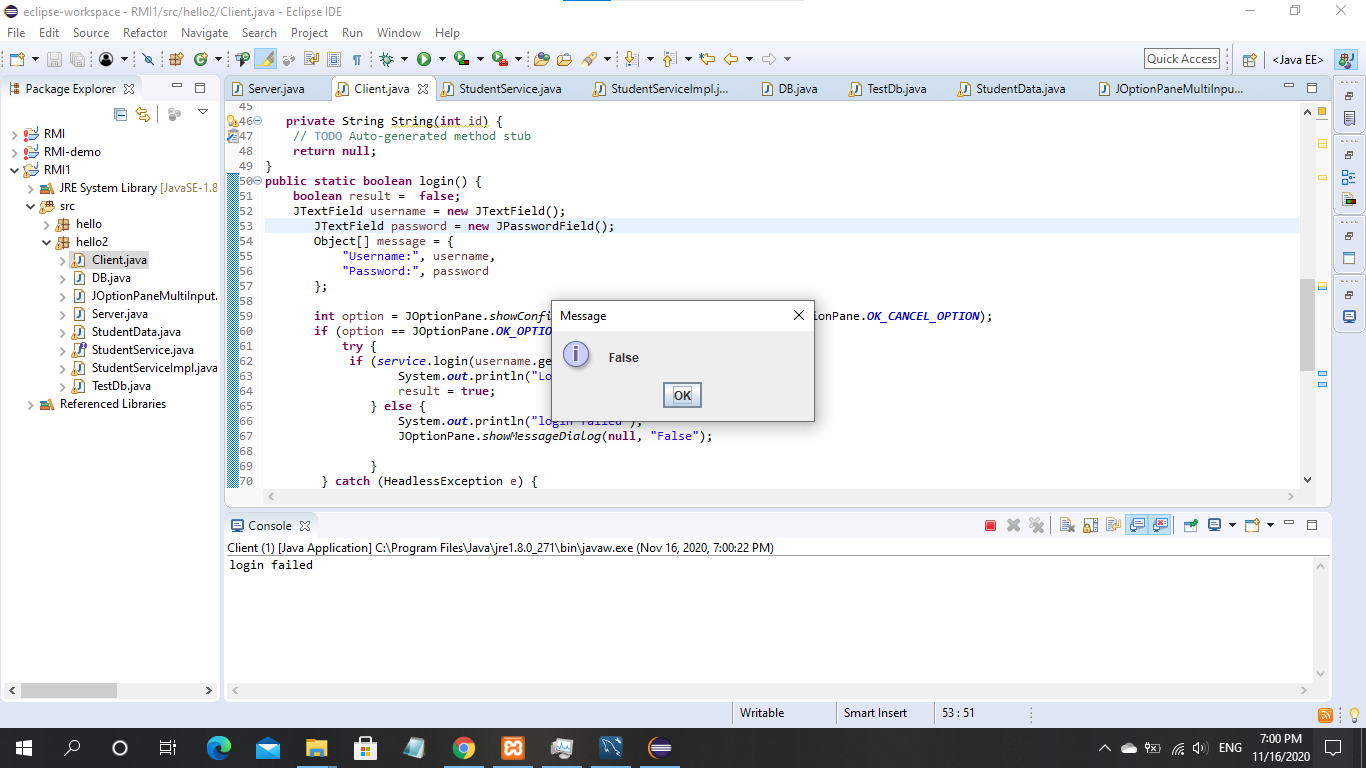 eclipse-workspace - RMI1/src/hello2/Client.java - Eclipse IDE
File Edit Source Refactor Navigate Search Project Run Window Help
Quick Access
<Java EE>
Package Explorer
RMI
RMI-demo
RMI1
JRE System Library [JavaSE-1.8
src
hello
hello2
Client.java
DB.java
JOptionPaneMultiInput.
Server.java
StudentData.java
StudentService.java
StudentServiceImpl.java
TestDb.java
Referenced Libraries
Server.java Client.java StudentService.java StudentServiceImpl.j... DB.java TestDb.java StudentData.java JOptionPaneMultiInpu...
45
46 private String String(int id) {
47 // TODO Auto-generated method stub
48 return null;
49 }
50 public static boolean login() {
51 boolean result =  false;
52 JTextField username = new JTextField();
53 JTextField password = new JPasswordField();
54 Object[] message = {
55 "Username:", username,
56 "Password:", password
57 };
58
59 int option = JOptionPane.showConfi ionPane.OK_CANCEL_OPTION);
60 if (option == JOptionPane.OK_OPTIO
61 try {
62 if (service.login(username.ge
63 System.out.println("Lo
64 result = true;
65 } else {
66 System.out.println("login failed");
67 JOptionPane.showMessageDialog(null, "False");
68
69 }
70 } catch (HeadlessException e) {
Message
False
OK
Console
Client (1) [Java Application] C:\Program Files\Java\jre1.8.0_271\bin\javaw.exe (Nov 16, 2020, 7:00:22 PM)
login failed
Writable Smart Insert 53 : 51
ENG
7:00 PM
11/16/2020